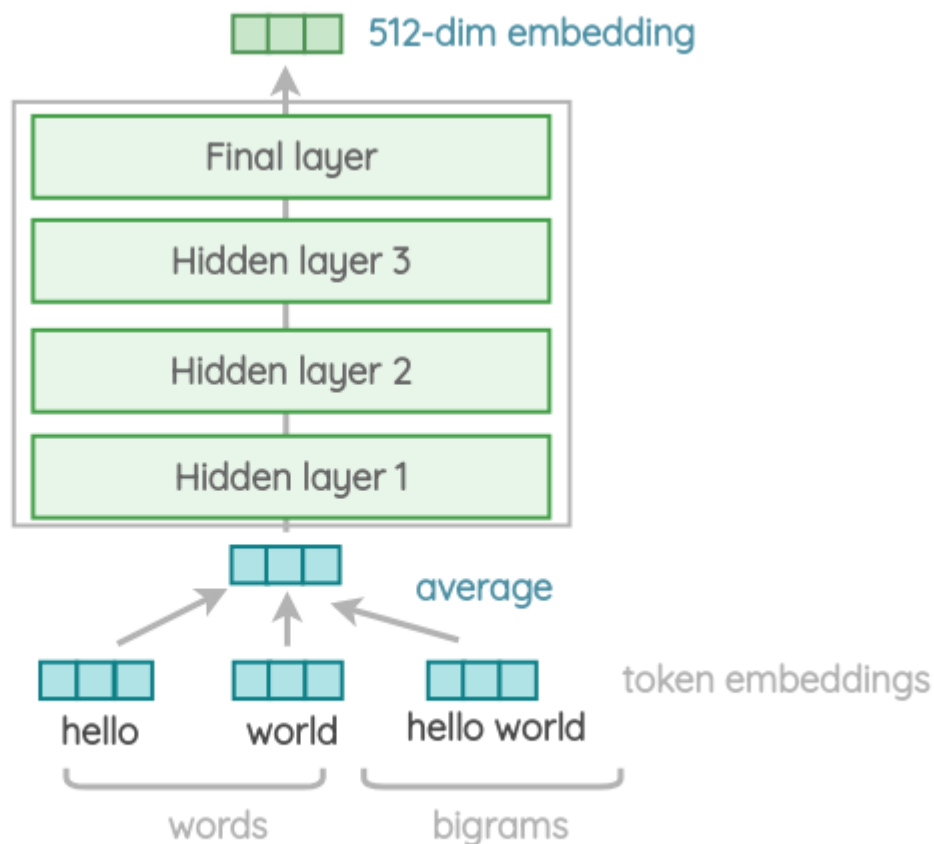 512-dim embedding
Final layer
Hidden layer 3
Hidden layer 2
Hidden layer 1
average
token embeddings
hello
world
hello world
words
bigrams